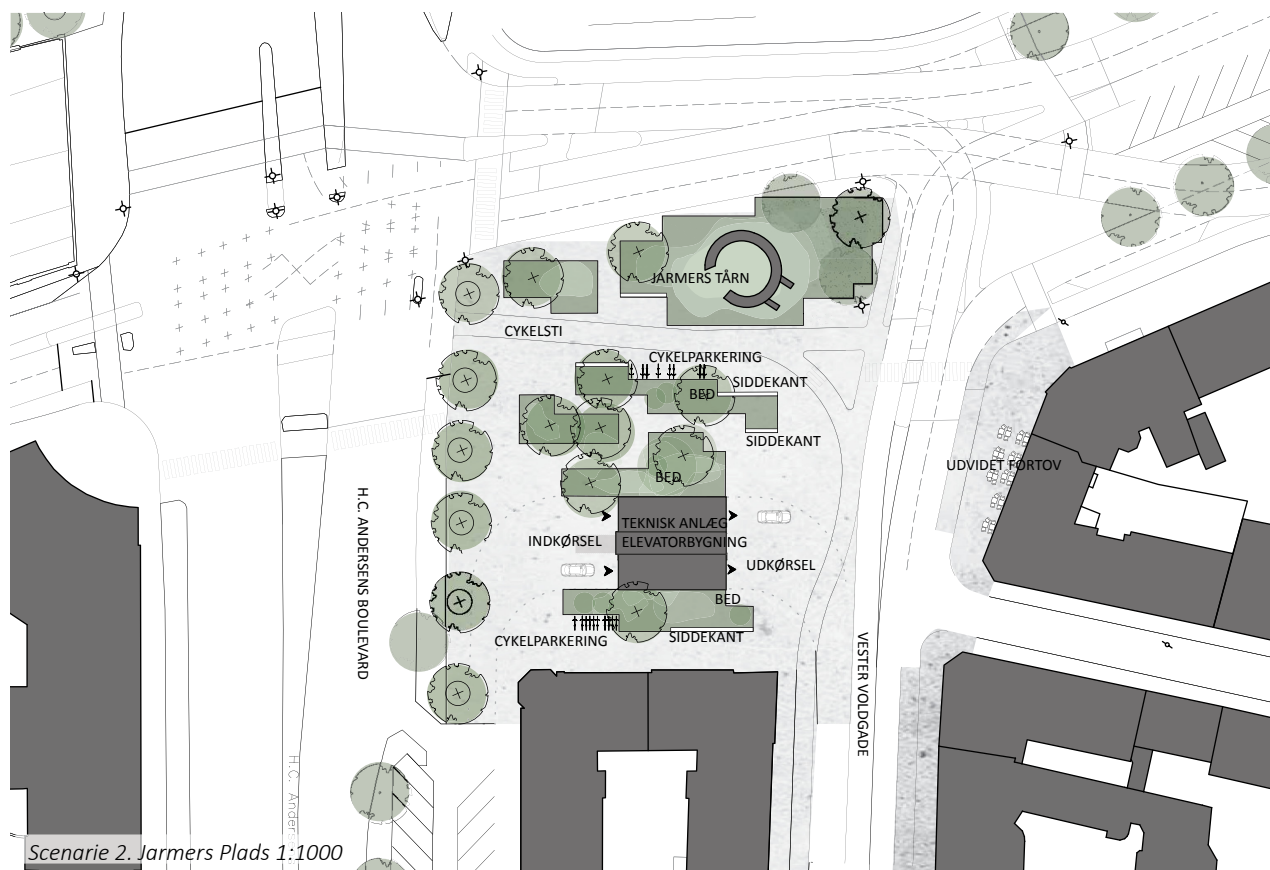 JARMERS TÅRN
CYKELSTI
CYKELPARKERING
SIDDEKANT
BED
SIDDEKANT
UDVIDET FORTOV
BED
TEKNISK ANLÆG
INDKØRSEL
ELEVATORBYGNING
UDKØRSEL
BED
CYKELPARKERING
SIDDEKANT
H.C. ANDERSENS BOULEVARD
VESTER VOLDGADE
H.C. Anders
Scenarie 2. Jarmers Plads 1:1000